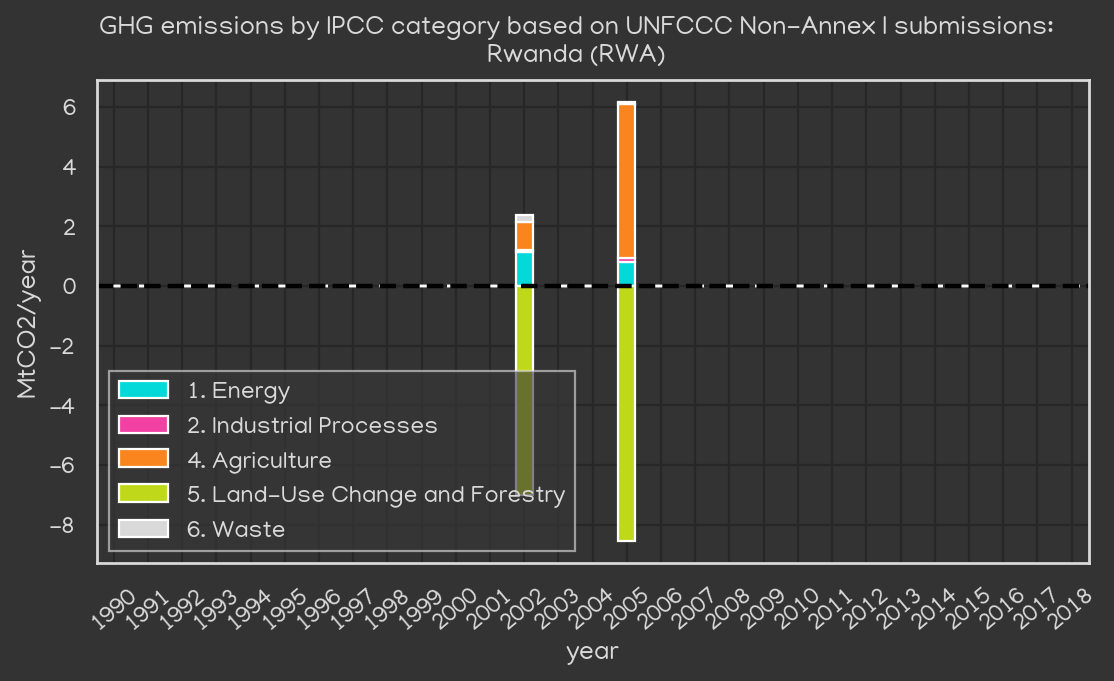 GHG emissions by IPCC category based on UNFCCC Non-Annex I submissions:
Rwanda (RWA)
6
4
2
0
-2
-4
-6
-8
MtCO2/year
1. Energy
2. Industrial Processes
4. Agriculture
5. Land-Use Change and Forestry
6. Waste
1990 1991 1992 1993 1994 1995 1996 1997 1998 1999 2000 2001 2002 2003 2004 2005 2006 2007 2008 2009 2010 2011 2012 2013 2014 2015 2016 2017 2018
year